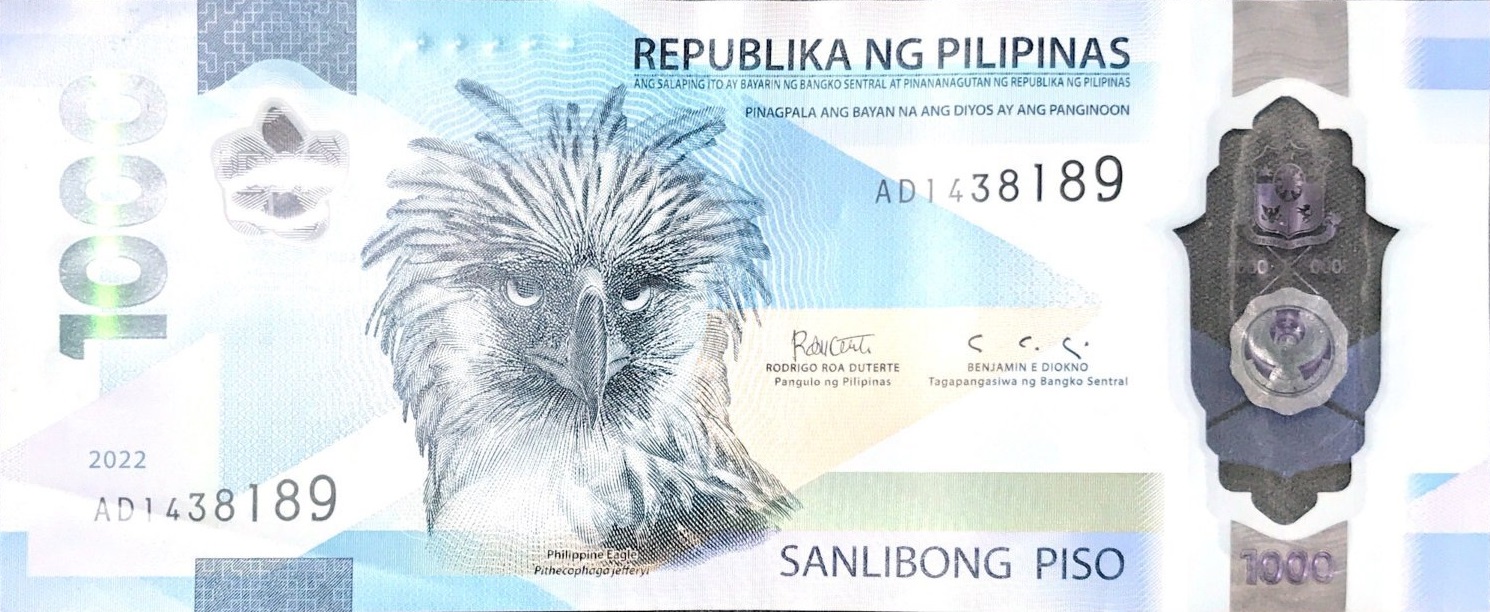 1000
2022
AD1438189
REPUBLIKA NG PILIPINAS
ANG SALAPING ITO AY BAYARIN NG BANGKO SENTRAL AT PINANANAGUTAN NG REPUBLIKA NG PILIPINAS
PINAGPALA ANG BAYAN NA ANG DIYOS AY ANG PANGINOON
AD1438189
RODRIGO ROA DUTERTE
Pangulo ng Pilipinas
BENJAMIN E DIOKNO
Tagapangasiwa ng Bangko Sentral
Philippine Eagle
Pithecophaga jefferyi
SANLIBONG PISO
1000